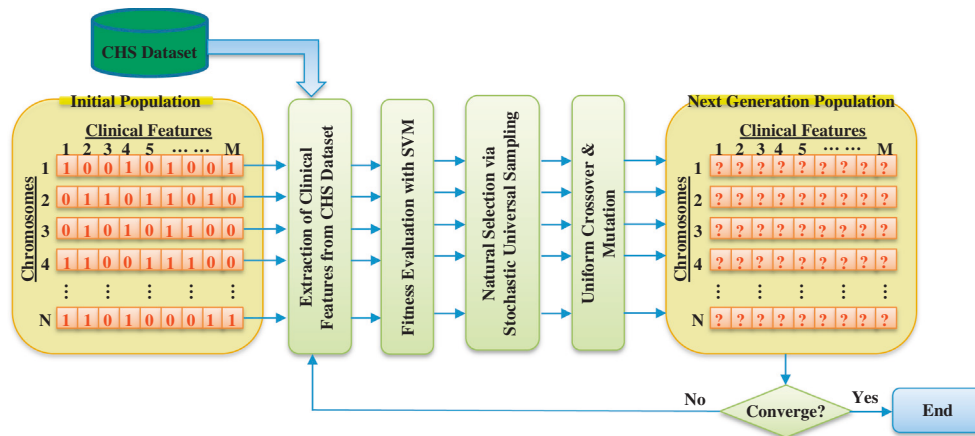 CHS Dataset
Initial Population
Clinical Features
1 2 3 4 5 ... ... M
Chromosomes
1 1 0 0 1 0 1 0 0 1
2 0 1 1 0 1 1 0 1 0
3 0 1 0 1 0 1 1 0 0
4 1 1 0 0 1 1 1 0 0
⋮ ⋮ ⋮ ⋮ ⋮
N 1 1 0 1 0 0 0 1 1
Extraction of Clinical
Features from CHS Dataset
Fitness Evaluation with SVM
Natural Selection via
Stochastic Universal Sampling
Uniform Crossover &
Mutation
Next Generation Population
Clinical Features
1 2 3 4 5 ... ... M
Chromosomes
1 ? ? ? ? ? ? ? ? ?
2 ? ? ? ? ? ? ? ? ?
3 ? ? ? ? ? ? ? ? ?
4 ? ? ? ? ? ? ? ? ?
⋮ ⋮ ⋮ ⋮ ⋮
N ? ? ? ? ? ? ? ? ?
Converge?
No
Yes
End